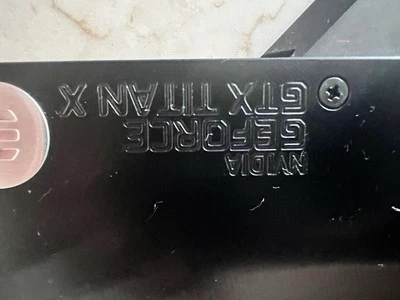 NVIDIA
GEFORCE
GTX TITAN X